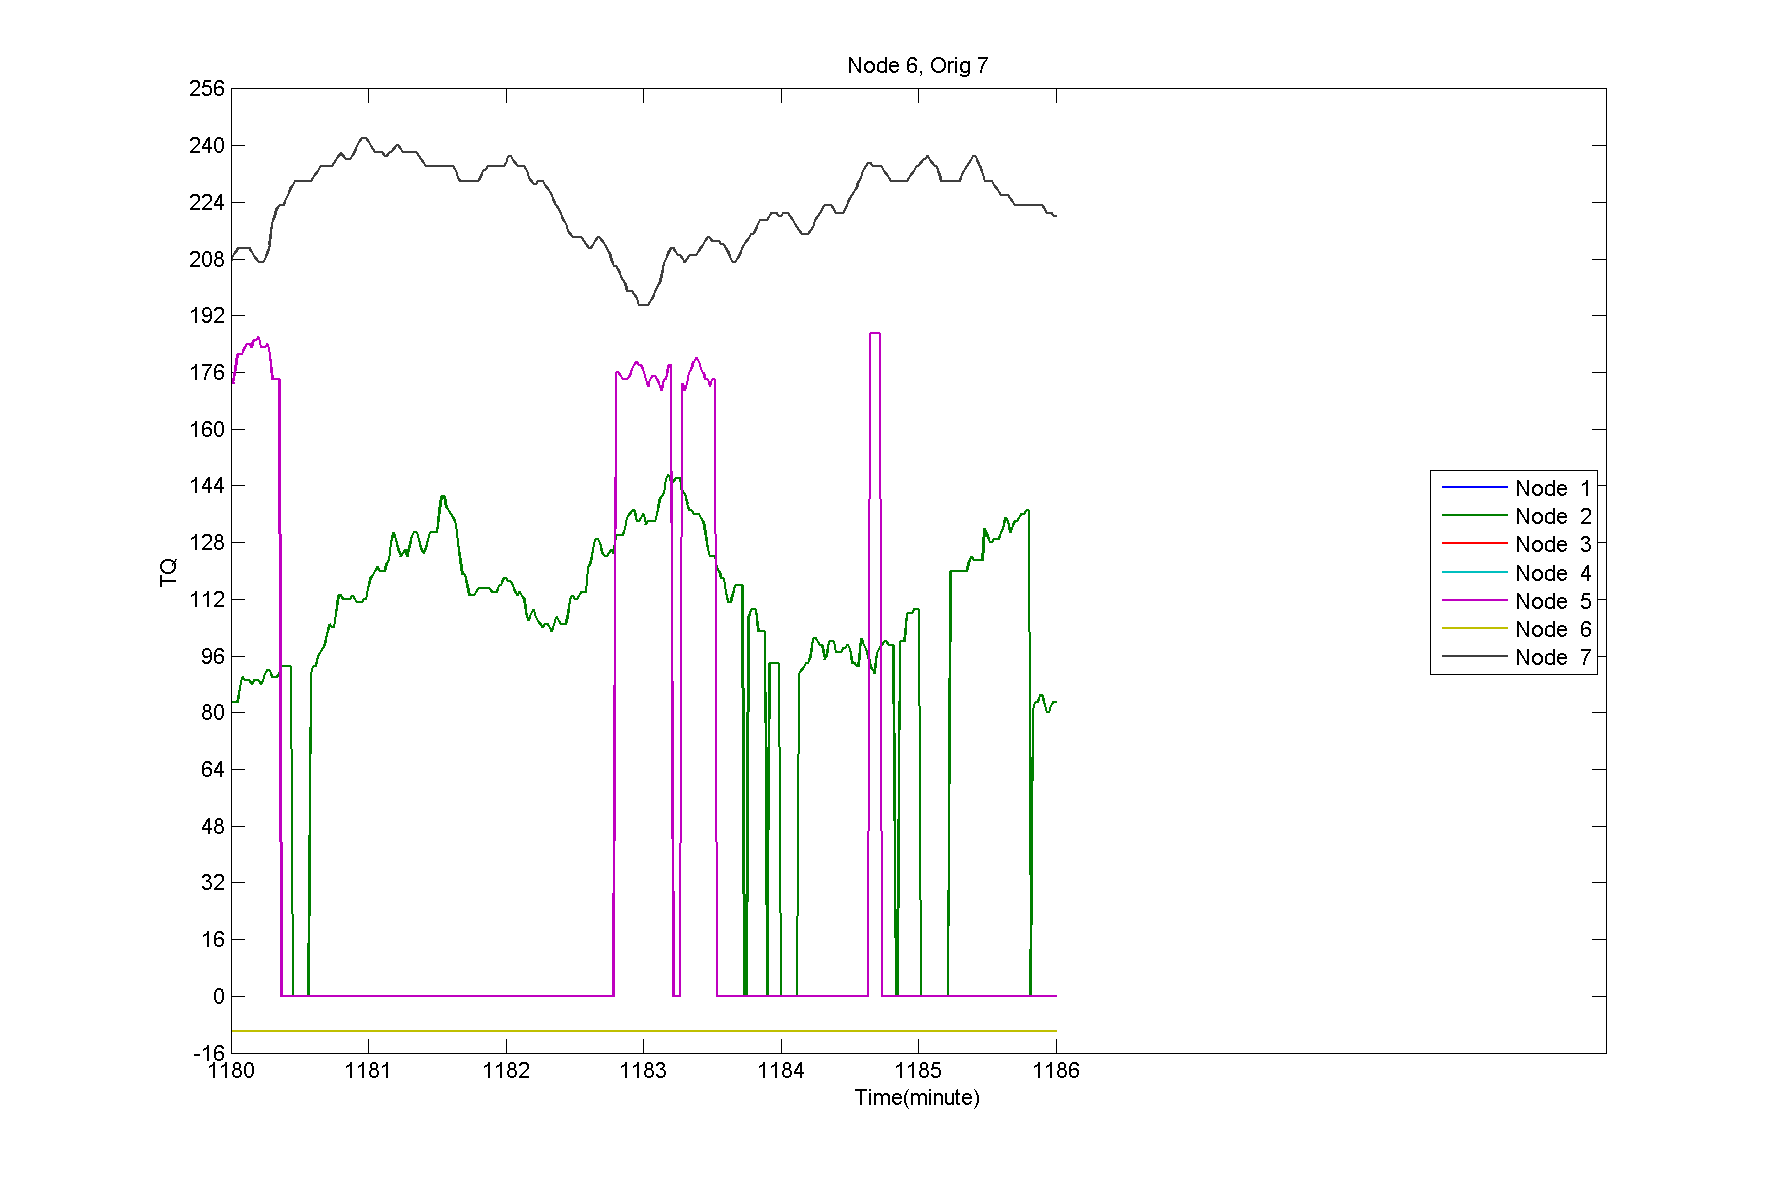 Node 6, Orig 7
256
240
224
208
192
176
160
144
128
112
96
80
64
48
32
16
0
-16
TQ
1180 1181 1182 1183 1184 1185 1186
Time(minute)
Node 1
Node 2
Node 3
Node 4
Node 5
Node 6
Node 7